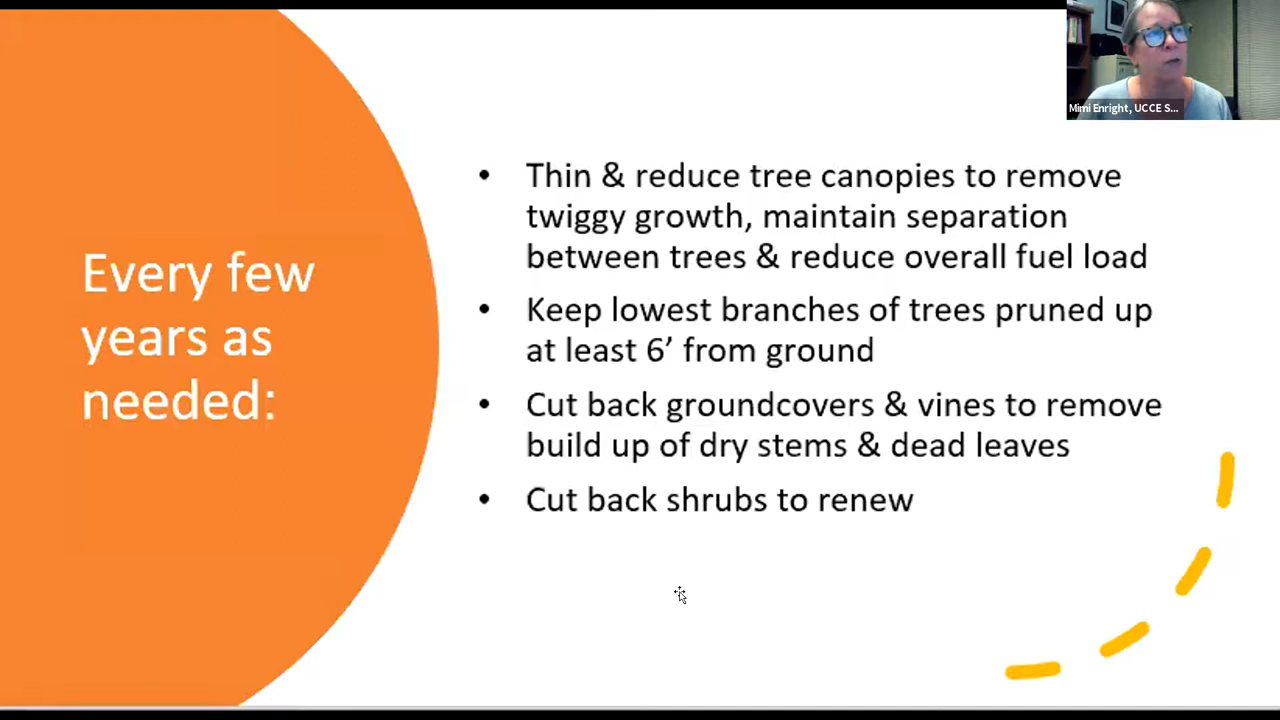 Mimi Enright, UCCE S...
Every few
years as
needed:
• Thin & reduce tree canopies to remove
twiggy growth, maintain separation
between trees & reduce overall fuel load
• Keep lowest branches of trees pruned up
at least 6’ from ground
• Cut back groundcovers & vines to remove
build up of dry stems & dead leaves
• Cut back shrubs to renew